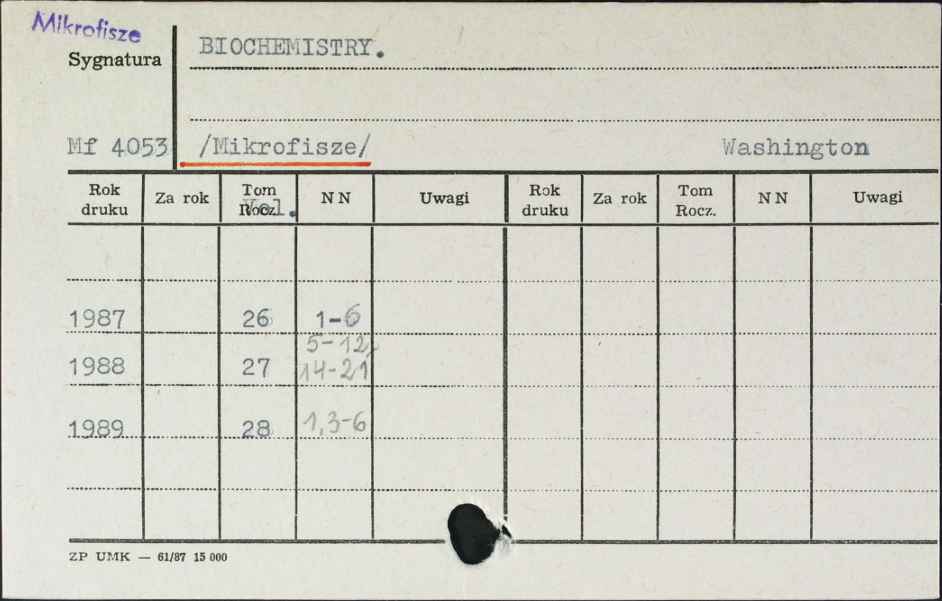 Mikrofisze
Sygnatura
BIOCHEMISTRY.
Mf 4053 /Mikrofisze/ Washington
Rok druku Za rok Tom Rocz. Vol. NN Uwagi Rok druku Za rok Tom Rocz. NN Uwagi
1987 26 1-6
5-12,
1988 27 14-21
1989 28 1,3-6
ZP UMK — 61/87 15 000